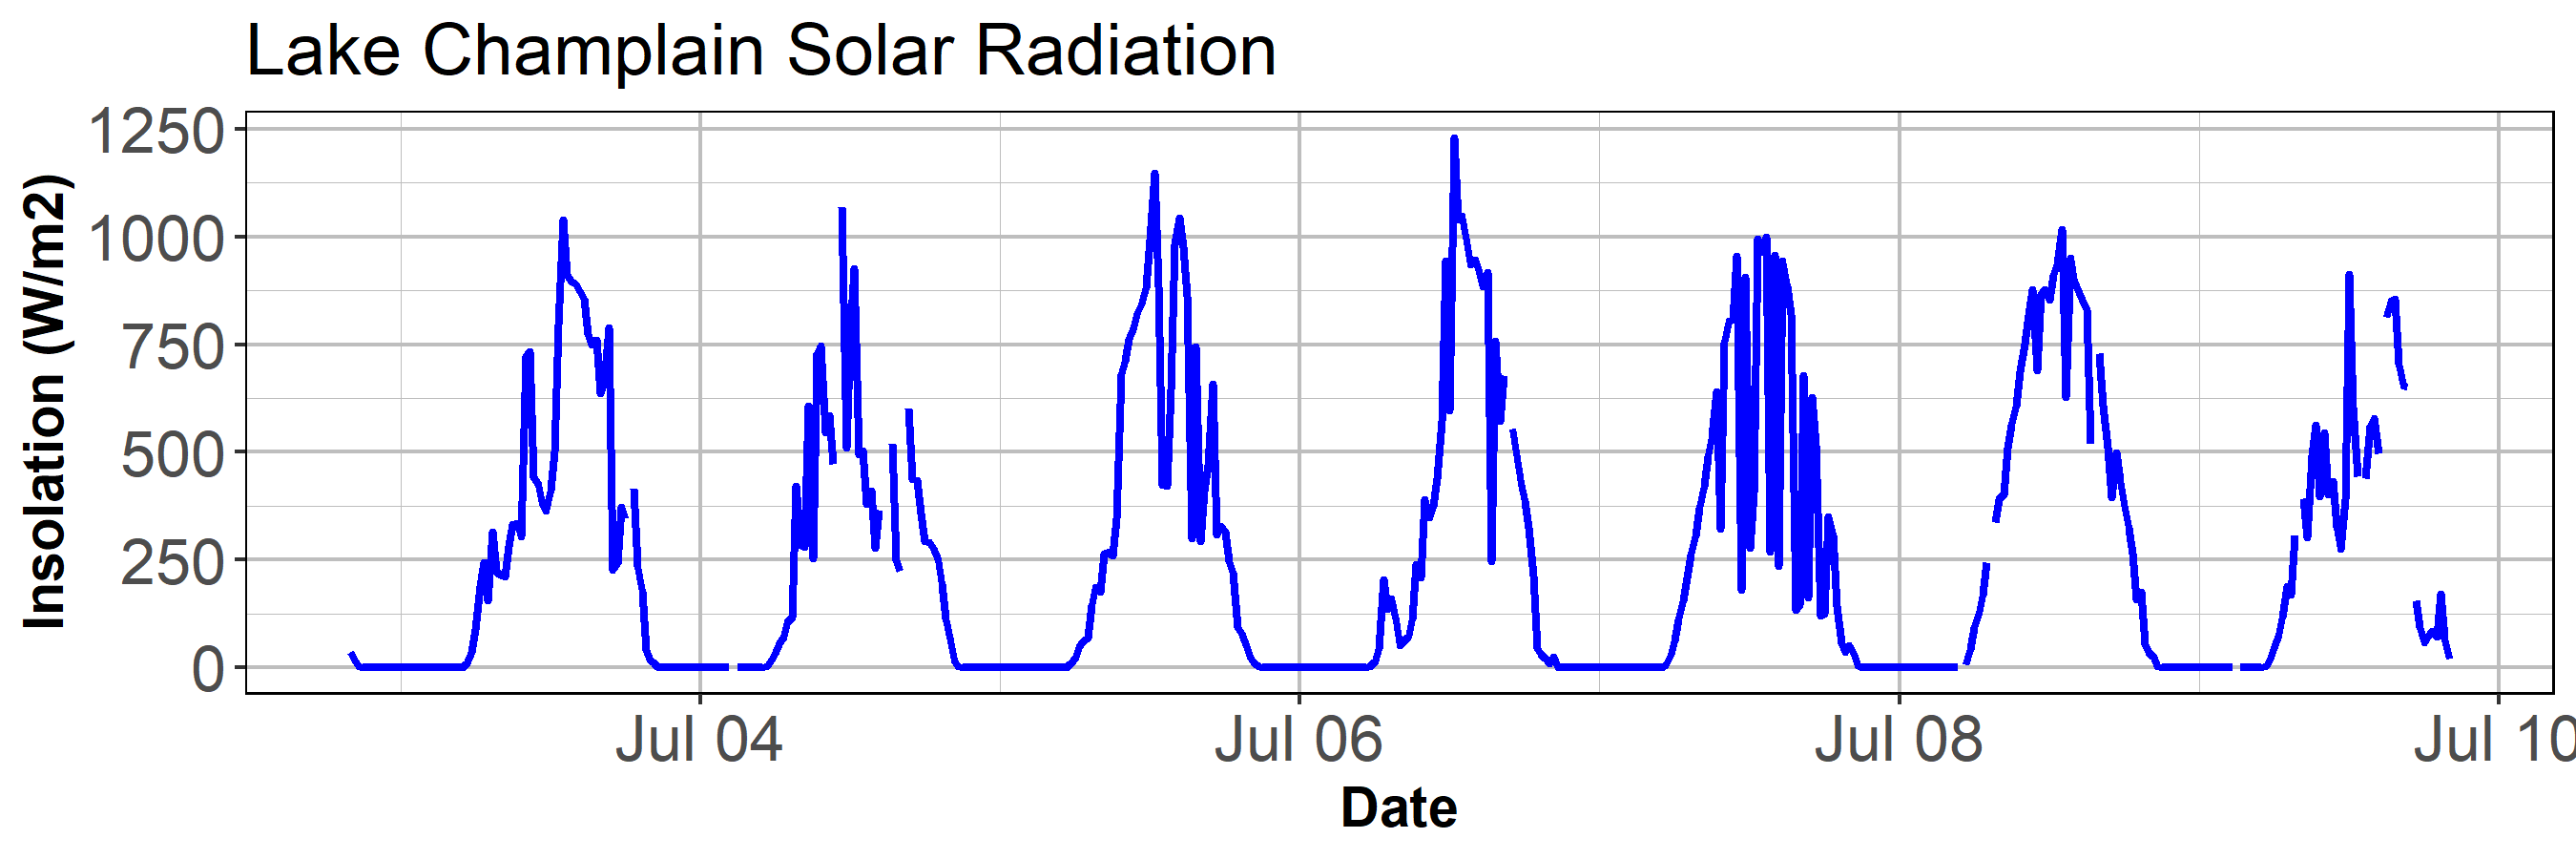 Lake Champlain Solar Radiation
1250
1000
750
500
250
0
Insolation (W/m2)
Jul 04
Jul 06
Jul 08
Jul 10
Date